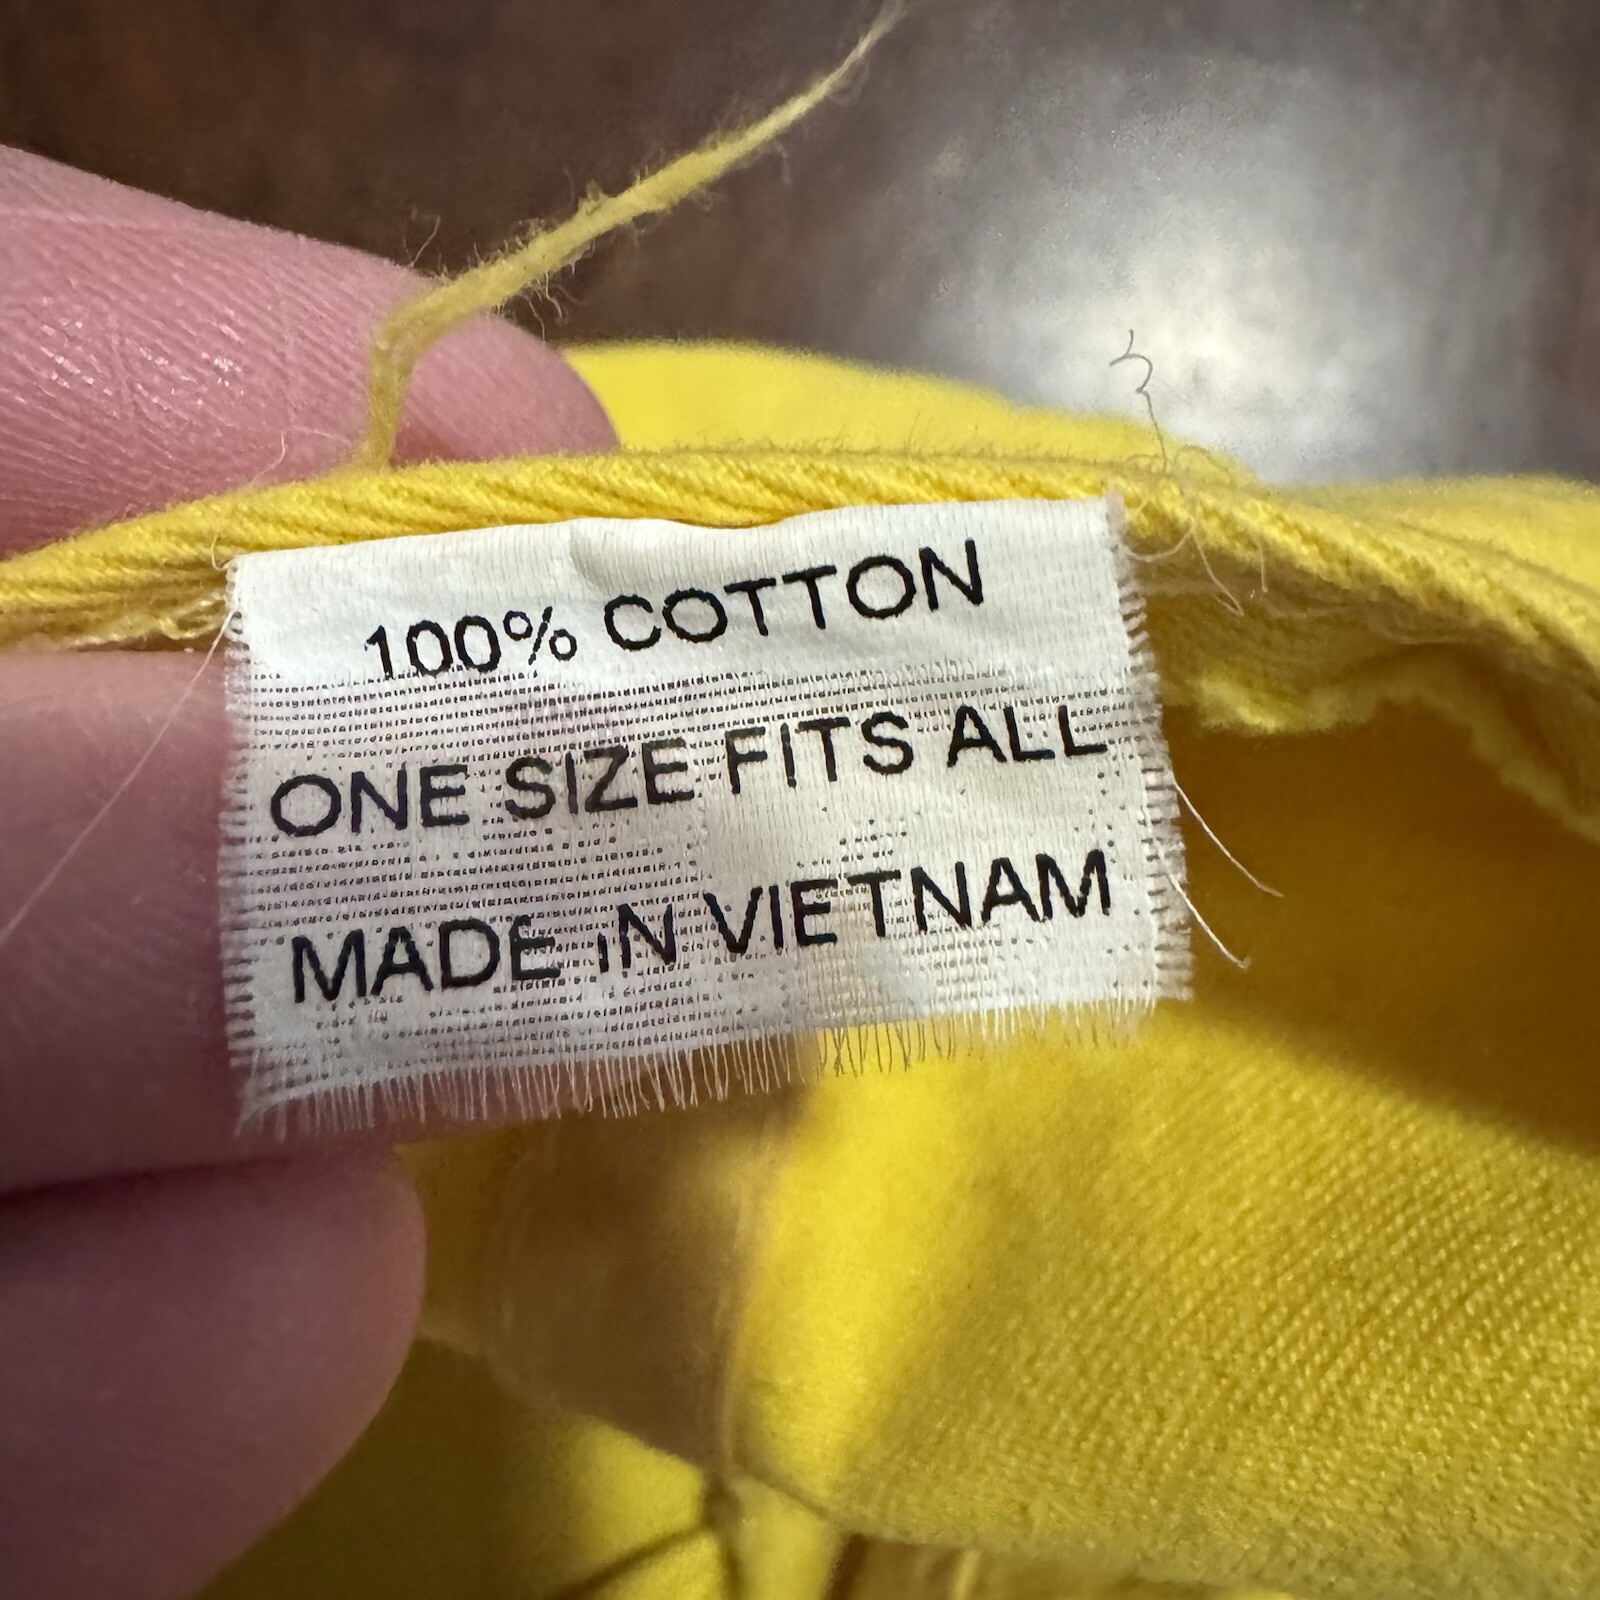 100% COTTON
ONE SIZE FITS ALL
MADE IN VIETNAM